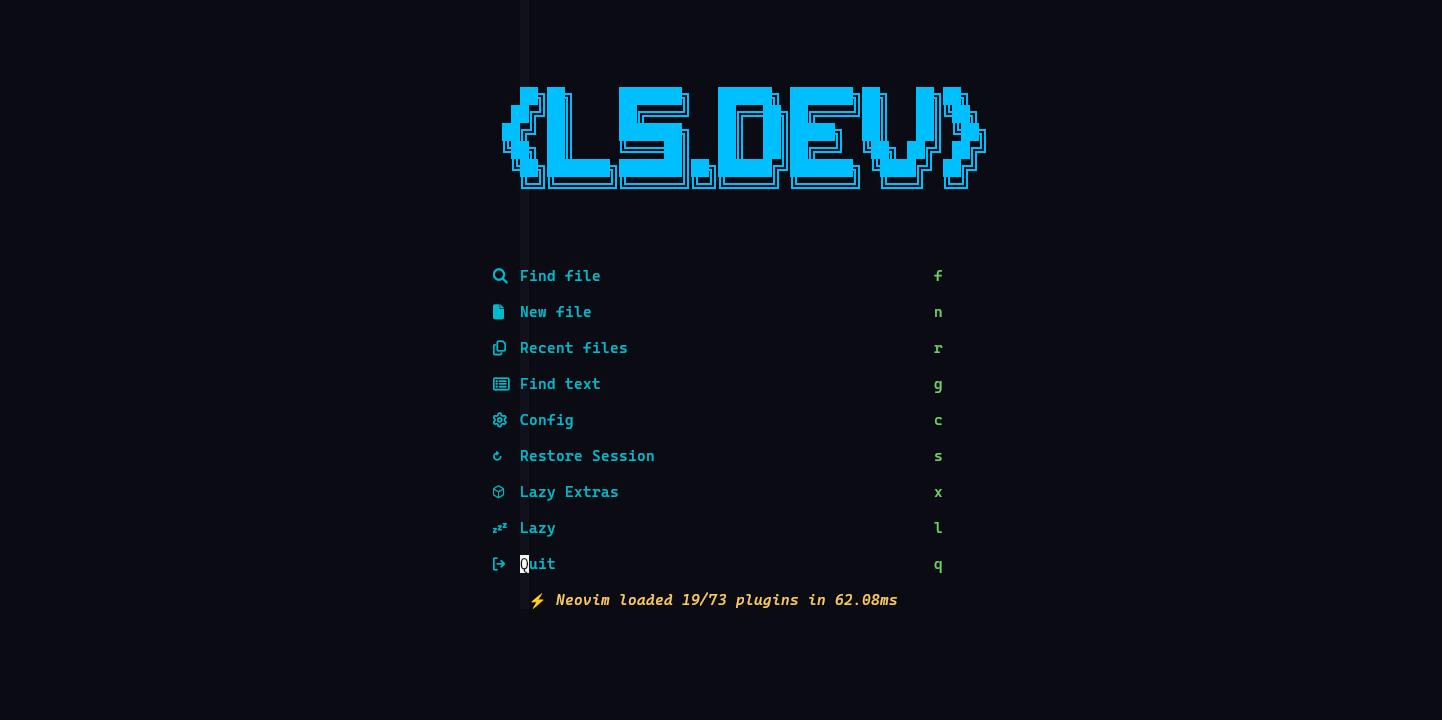 <LS.DEV>
Find file f
New file n
Recent files r
Find text g
Config c
Restore Session s
Lazy Extras x
Lazy l
Quit q
⚡ Neovim loaded 19/73 plugins in 62.08ms